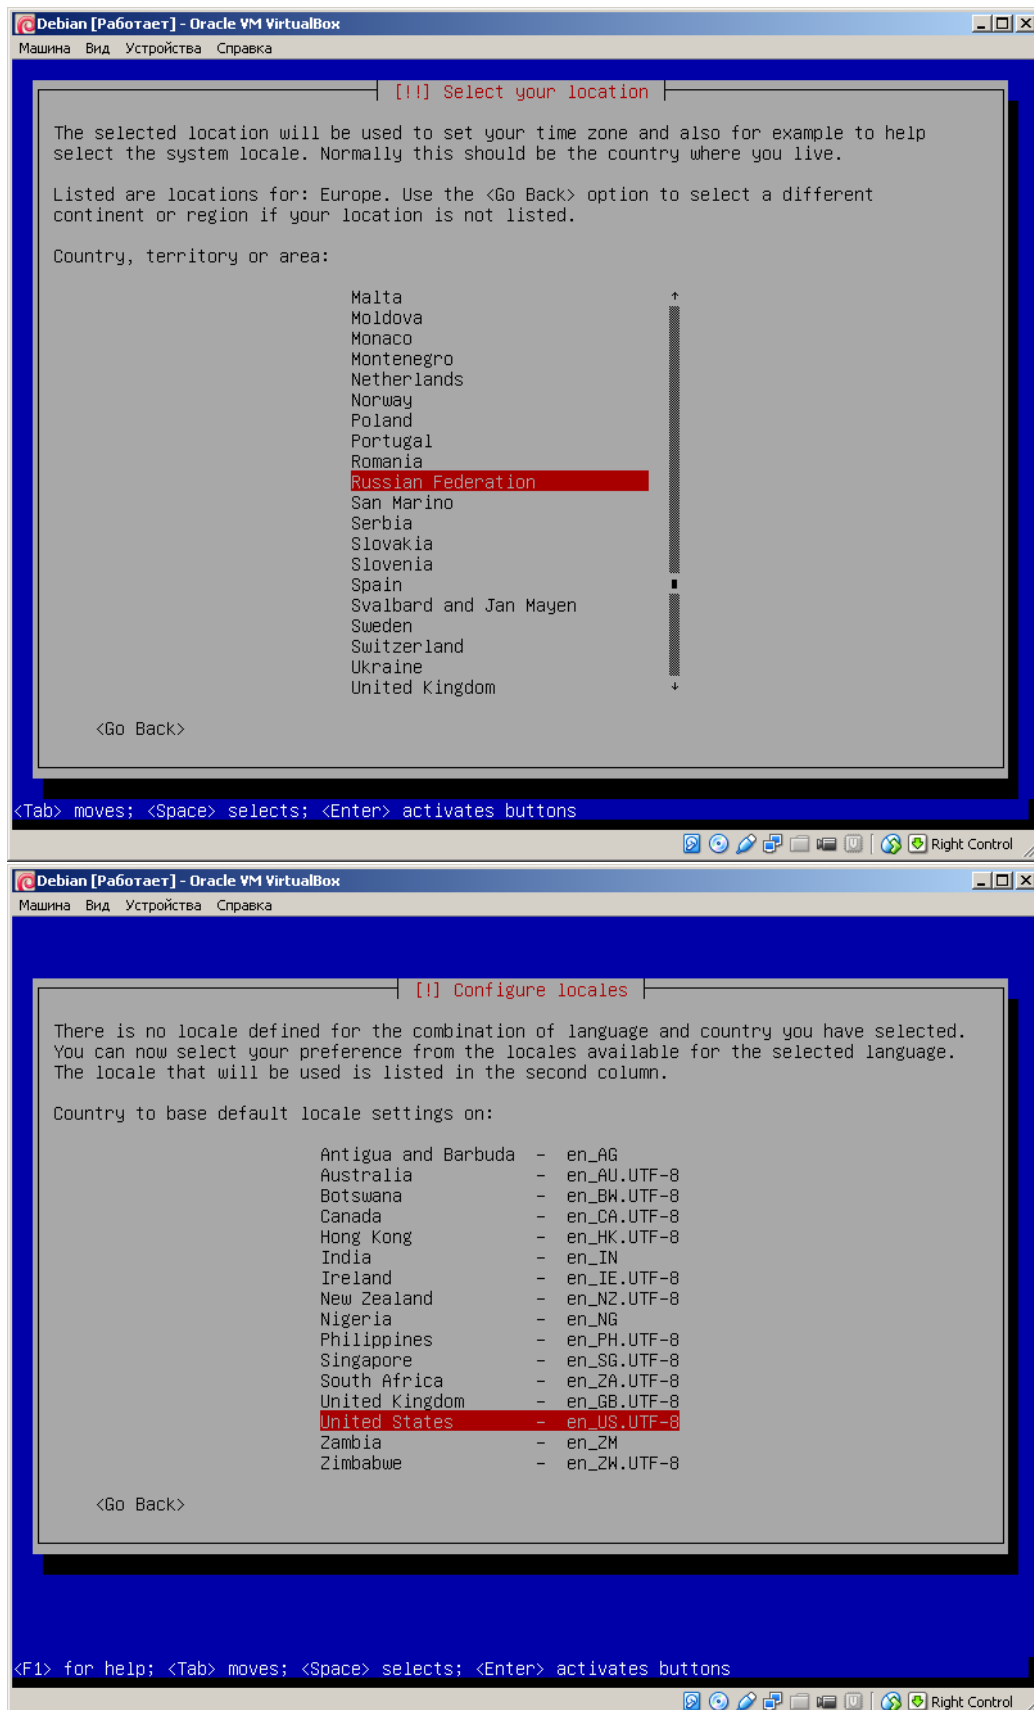 Debian [Работает] - Oracle VM VirtualBox
Машина Вид Устройства Справка
[!!] Select your location
The selected location will be used to set your time zone and also for example to help
select the system locale. Normally this should be the country where you live.
Listed are locations for: Europe. Use the <Go Back> option to select a different
continent or region if your location is not listed.
Country, territory or area:
Malta
Moldova
Monaco
Montenegro
Netherlands
Norway
Poland
Portugal
Romania
Russian Federation
San Marino
Serbia
Slovakia
Slovenia
Spain
Svalbard and Jan Mayen
Sweden
Switzerland
Ukraine
United Kingdom
<Go Back>
<Tab> moves; <Space> selects; <Enter> activates buttons
Right Control
Debian [Работает] - Oracle VM VirtualBox
Машина Вид Устройства Справка
[!] Configure locales
There is no locale defined for the combination of language and country you have selected.
You can now select your preference from the locales available for the selected language.
The locale that will be used is listed in the second column.
Country to base default locale settings on:
Antigua and Barbuda - en_AG
Australia - en_AU.UTF-8
Botswana - en_BW.UTF-8
Canada - en_CA.UTF-8
Hong Kong - en_HK.UTF-8
India - en_IN
Ireland - en_IE.UTF-8
New Zealand - en_NZ.UTF-8
Nigeria - en_NG
Philippines - en_PH.UTF-8
Singapore - en_SG.UTF-8
South Africa - en_ZA.UTF-8
United Kingdom - en_GB.UTF-8
United States - en_US.UTF-8
Zambia - en_ZM
Zimbabwe - en_ZW.UTF-8
<Go Back>
<F1> for help; <Tab> moves; <Space> selects; <Enter> activates buttons
Right Control